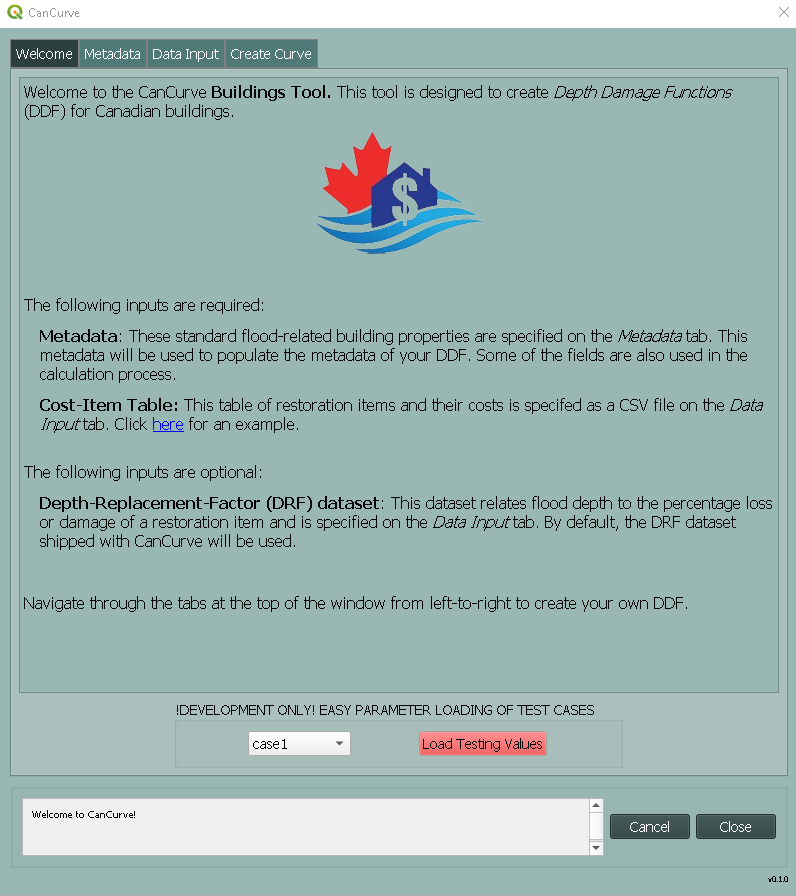 CanCurve
Welcome Metadata Data Input Create Curve
Welcome to the CanCurve Buildings Tool. This tool is designed to create Depth Damage Functions
(DDF) for Canadian buildings.
$
The following inputs are required:
Metadata: These standard flood-related building properties are specified on the Metadata tab. This
metadata will be used to populate the metadata of your DDF. Some of the fields are also used in the
calculation process.
Cost-Item Table: This table of restoration items and their costs is specifed as a CSV file on the Data
Input tab. Click here for an example.
The following inputs are optional:
Depth-Replacement-Factor (DRF) dataset: This dataset relates flood depth to the percentage loss
or damage of a restoration item and is specified on the Data Input tab. By default, the DRF dataset
shipped with CanCurve will be used.
Navigate through the tabs at the top of the window from left-to-right to create your own DDF.
!DEVELOPMENT ONLY! EASY PARAMETER LOADING OF TEST CASES
case1 Load Testing Values
Welcome to CanCurve!
Cancel Close
v0.1.0